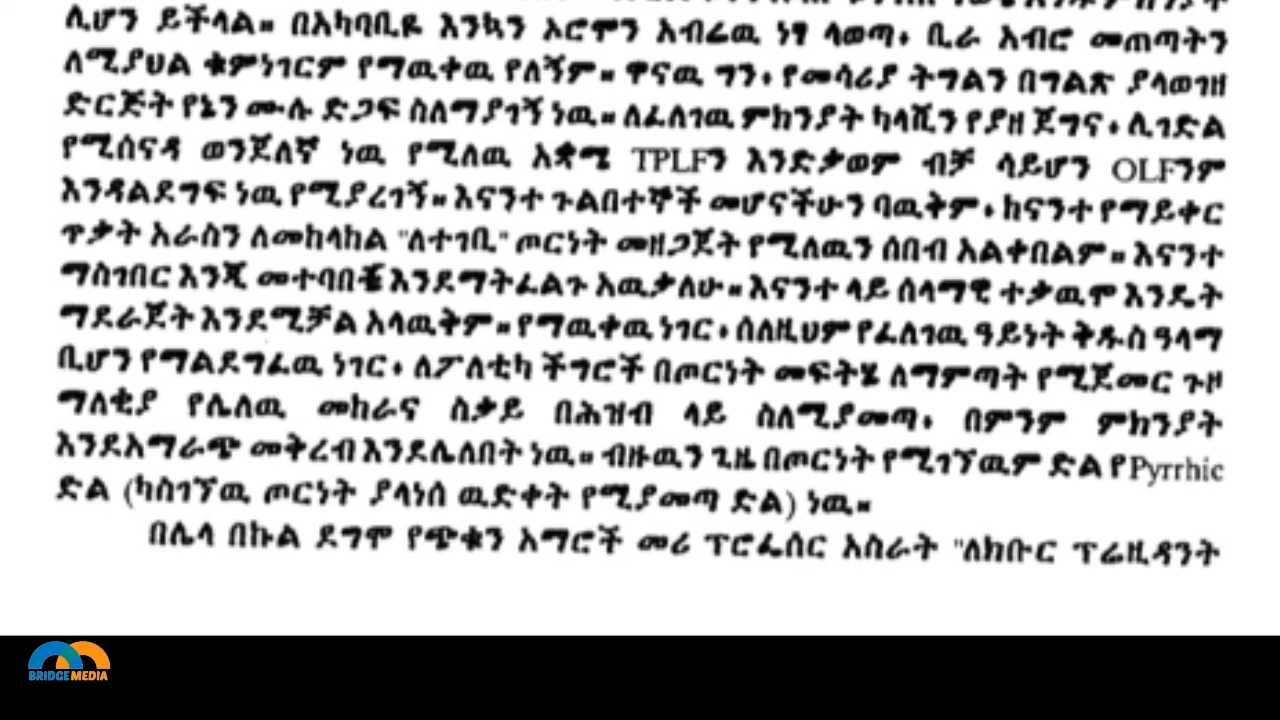 ሊሆን ይችላል። በአካባቢዬ እንኳን ኦሮሞን አብሬዉ ነፃ ላወጣ፥ ቢራ አብሮ መጠጣትን
ለሚያህል ቁምነገርም የማዉቀዉ የለኝም። ዋናዉ ግን፥ የመሳሪያ ትግልን በግልጽ ያላወገዘ
ድርጅት የኔን ሙሉ ድጋፍ ስለማያገኝ ነዉ። ለፈለገዉ ምክንያት ካላሺን የያዘ ጀግና፥ ሊገድል
የሚሰናዳ ወንጀለኛ ነዉ የሚለዉ አቋሜ TPLFን እንድቃወም ብቻ ሳይሆን OLFንም
እንዳልደግፍ ነዉ የሚያረገኝ። እናንተ ጉልበተኞች መሆናችሁን ባዉቅም፥ ከናንተ የማይቀር
ጥቃት እራስን ለመከላከል "ለተገቢ" ጦርነት መዘጋጀት የሚለዉን ሰበብ አልቀበልም። እናንተ
ማስገበር እንጂ መተባበቼ እንደማትፈልጉ አዉቃለሁ። እናንተ ላይ ሰላማዊ ተቃዉሞ እንዴት
ማደራጀት እንደሚቻል አላዉቅም። የማዉቀዉ ነገር፥ ስለዚህም የፈለገዉ ዓይነት ቅዱስ ዓላማ
ቢሆን የማልደግፈዉ ነገር፥ ለፖለቲካ ችግሮች በጦርነት መፍትሄ ለማምጣት የሚጀመር ጉዞ
ማለቂያ የሌለዉ መከራና ስቃይ በሕዝብ ላይ ስለሚያመጣ፥ በምንም ምክንያት
እንደአማራጭ መቅረብ እንደሌለበት ነዉ። ብዙዉን ጊዜ በጦርነት የሚገኘዉም ድል የPyrrhic
ድል (ካስገኘዉ ጦርነት ያላነሰ ዉድቀት የሚያመጣ ድል) ነዉ።
በሌላ በኩል ደግሞ የጭቁን አማሮች መሪ ፕሮፌሰር አስራት "ለክቡር ፕሬዚዳንት
BRIDGE MEDIA